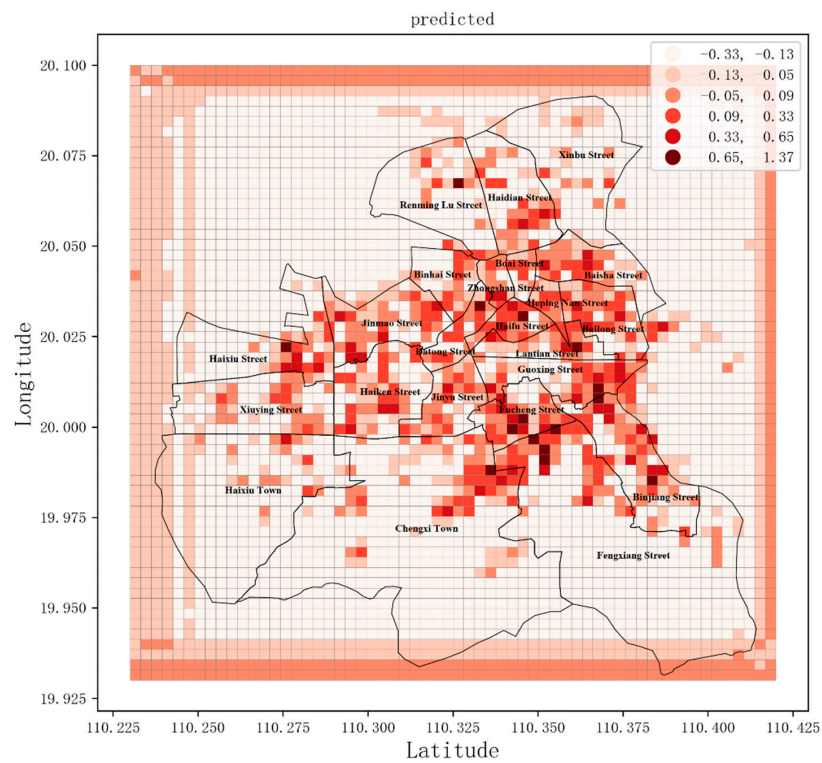 predicted
-0.33, -0.13
-0.13, -0.05
-0.05, 0.09
0.09, 0.33
0.33, 0.65
0.65, 1.37
20.100
20.075
20.050
20.025
20.000
19.975
19.950
19.925
Longitude
Xinbu Street
Haidian Street
Renming Lu Street
Boai Street
Binhai Street
Baisha Street
Zhongshan Street
Heping Nan Street
Jinmao Street
Haifu Street
Bailong Street
Datong Street
Lantian Street
Haixiu Street
Guoxing Street
Haiken Street
Jinyu Street
Xiuying Street
Fucheng Street
Haixiu Town
Binjiang Street
Chengxi Town
Fengxiang Street
110.225
110.250
110.275
110.300
110.325
110.350
110.375
110.400
110.425
Latitude